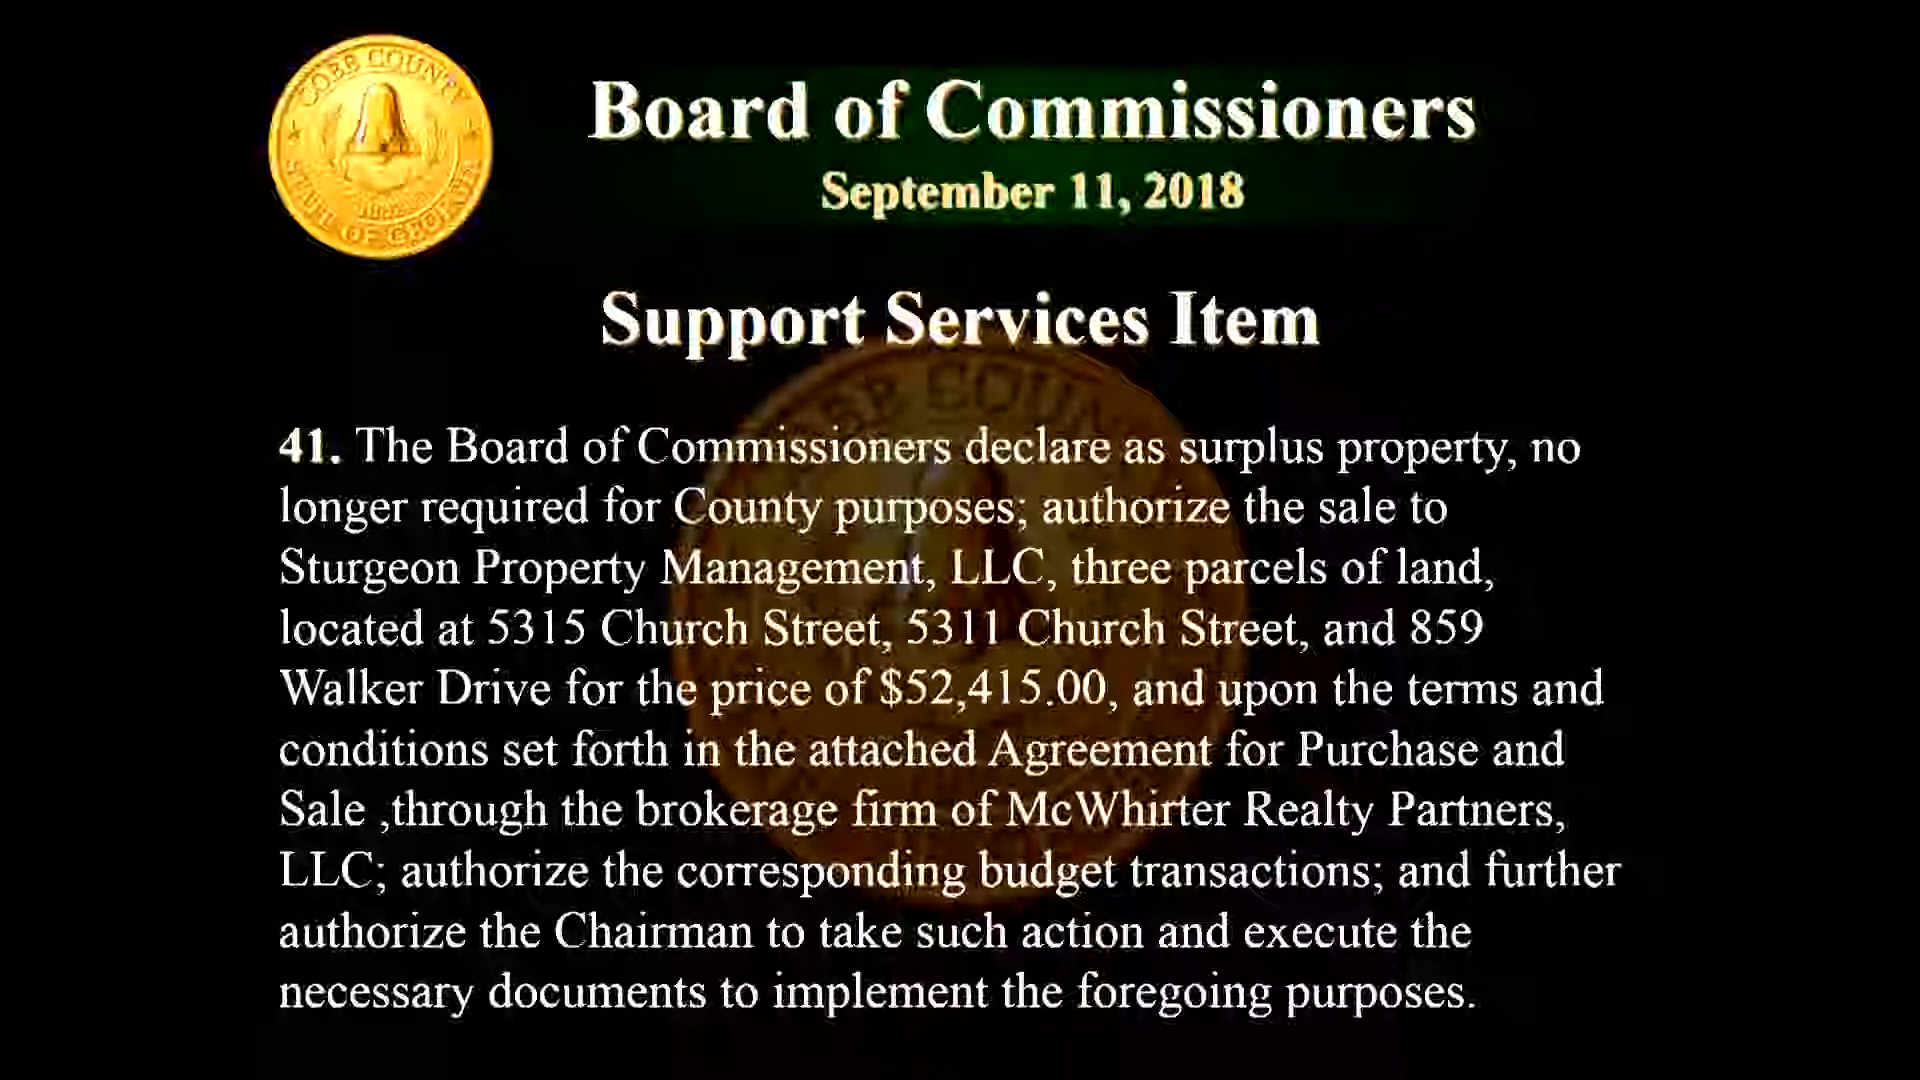 COBB COUNTY
STATE OF GEORGIA
Board of Commissioners
September 11, 2018
Support Services Item
41. The Board of Commissioners declare as surplus property, no
longer required for County purposes; authorize the sale to
Sturgeon Property Management, LLC, three parcels of land,
located at 5315 Church Street, 5311 Church Street, and 859
Walker Drive for the price of $52,415.00, and upon the terms and
conditions set forth in the attached Agreement for Purchase and
Sale ,through the brokerage firm of McWhirter Realty Partners,
LLC; authorize the corresponding budget transactions; and further
authorize the Chairman to take such action and execute the
necessary documents to implement the foregoing purposes.